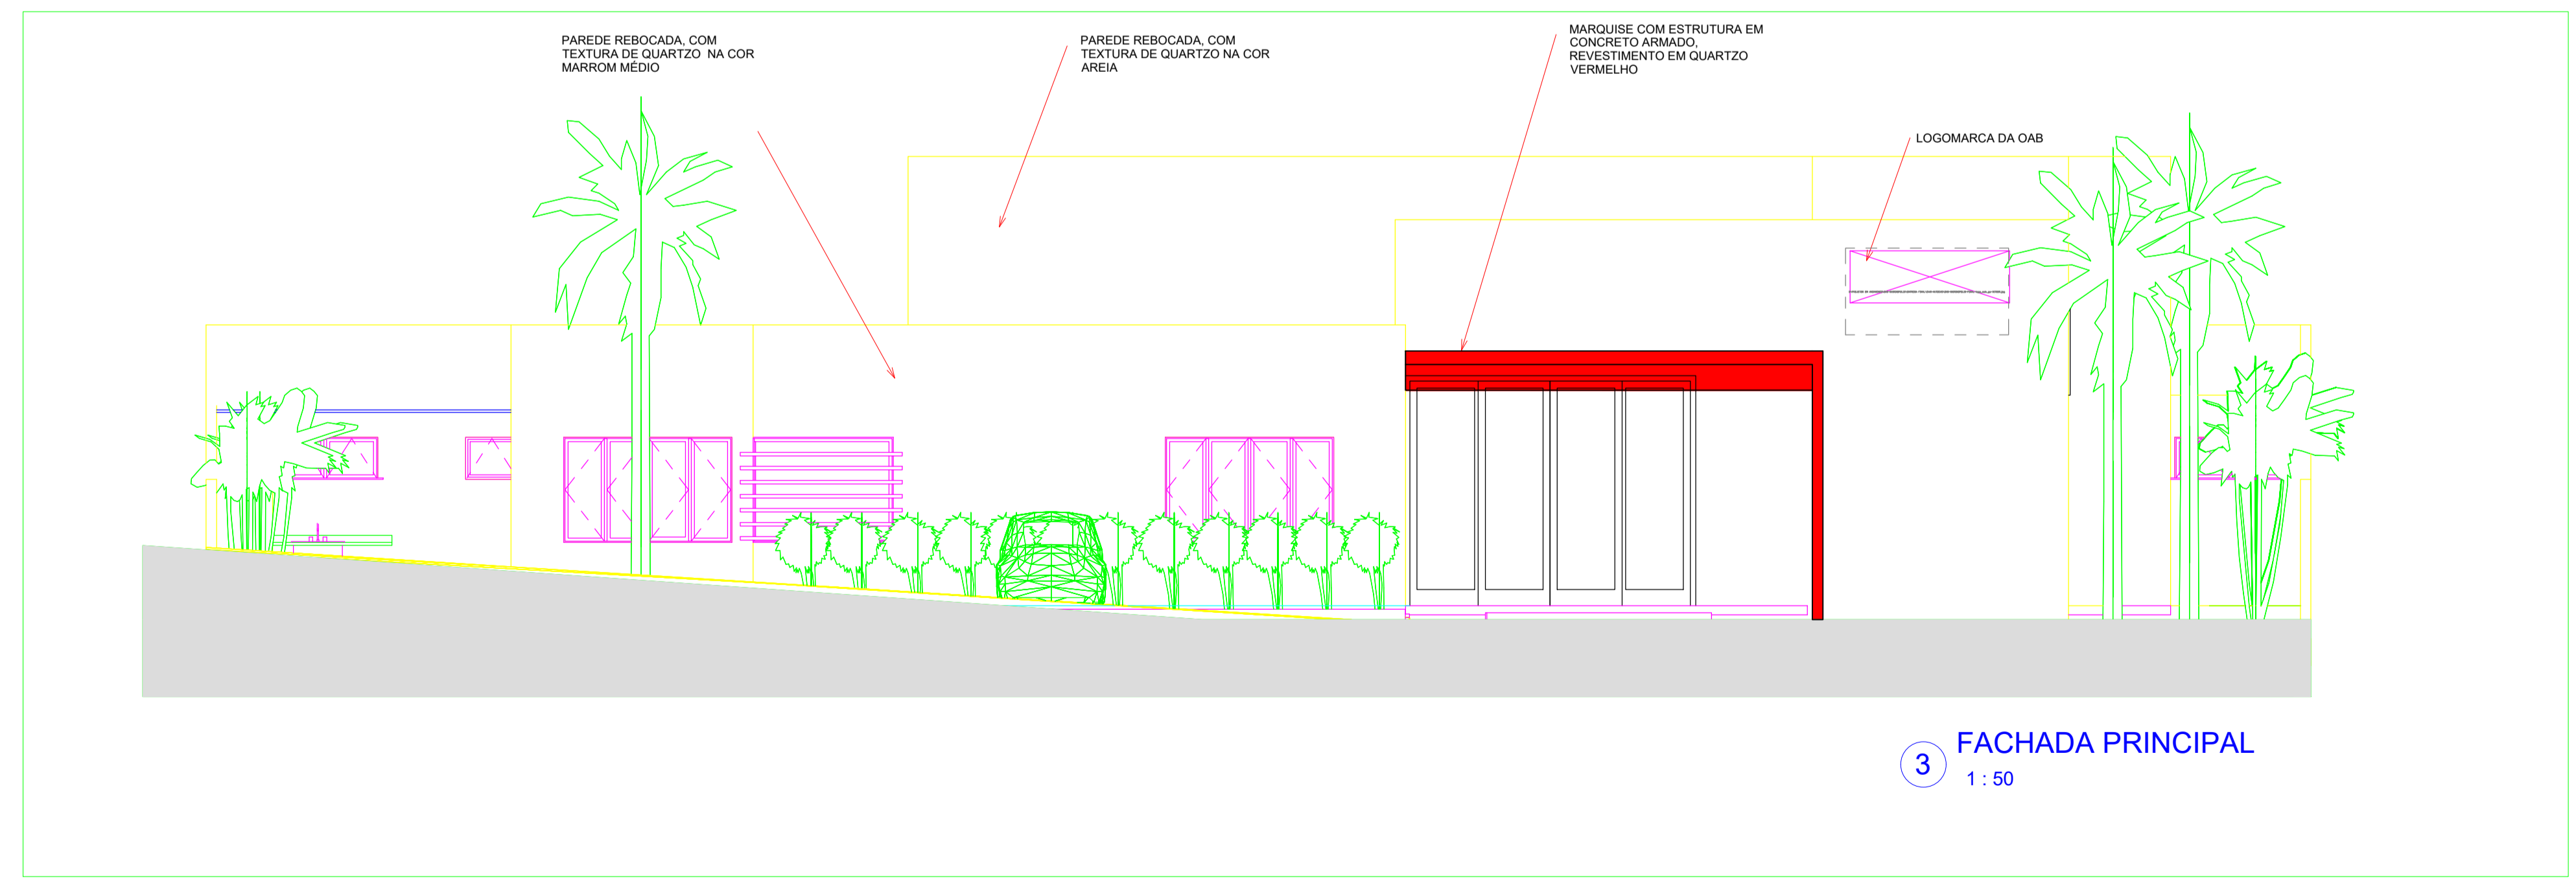 PAREDE REBOCADA, COM
TEXTURA DE QUARTZO NA COR
MARROM MÉDIO
PAREDE REBOCADA, COM
TEXTURA DE QUARTZO NA COR
AREIA
MARQUISE COM ESTRUTURA EM
CONCRETO ARMADO,
REVESTIMENTO EM QUARTZO
VERMELHO
LOGOMARCA DA OAB
3
FACHADA PRINCIPAL
1 : 50